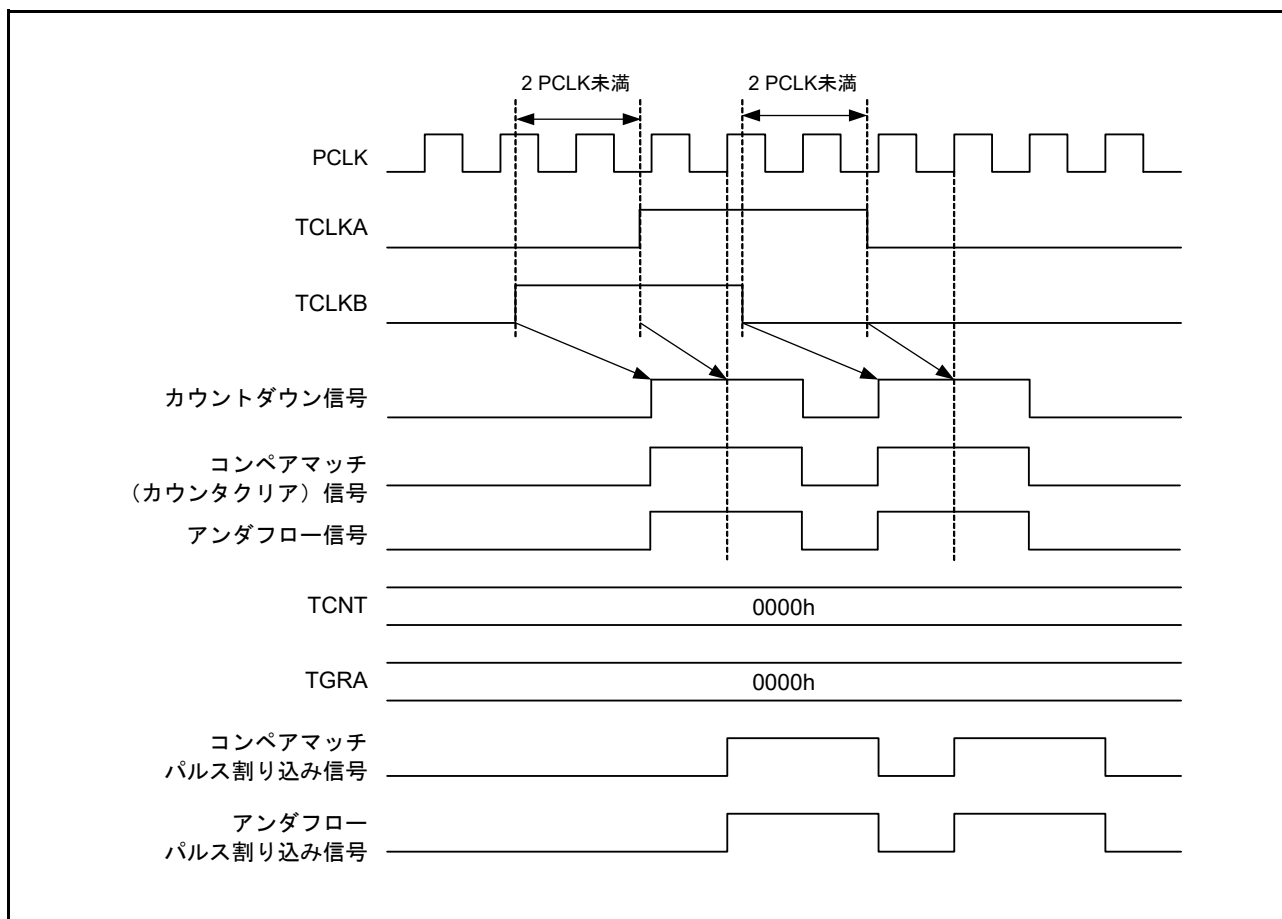 2 PCLK未満 2 PCLK未満
PCLK
TCLKA
TCLKB
カウントダウン信号
コンペアマッチ
（カウンタクリア）信号
アンダフロー信号
TCNT 0000h
TGRA 0000h
コンペアマッチ
パルス割り込み信号
アンダフロー
パルス割り込み信号